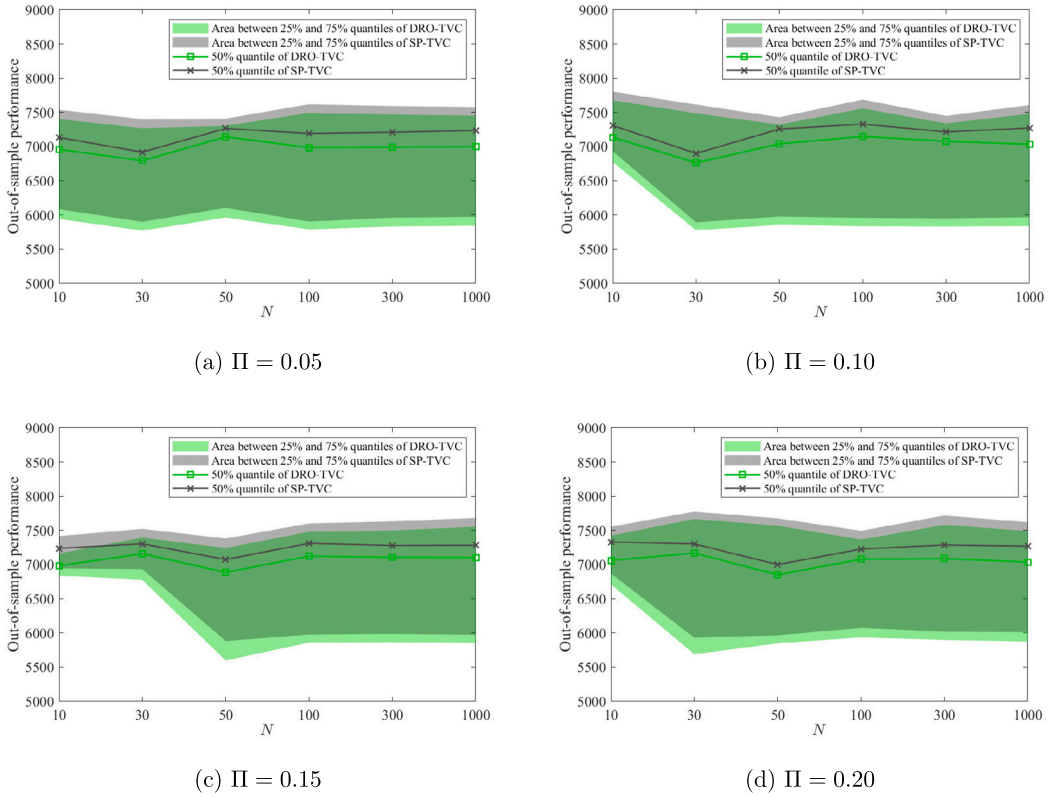 9000
8500
8000
7500
7000
6500
6000
5500
5000
Out-of-sample performance
Area between 25% and 75% quantiles of DRO-TVC
Area between 25% and 75% quantiles of SP-TVC
50% quantile of DRO-TVC
50% quantile of SP-TVC
10 30 50 100 300 1000
N
(a) Π = 0.05
9000
8500
8000
7500
7000
6500
6000
5500
5000
Out-of-sample performance
Area between 25% and 75% quantiles of DRO-TVC
Area between 25% and 75% quantiles of SP-TVC
50% quantile of DRO-TVC
50% quantile of SP-TVC
10 30 50 100 300 1000
N
(b) Π = 0.10
9000
8500
8000
7500
7000
6500
6000
5500
5000
Out-of-sample performance
Area between 25% and 75% quantiles of DRO-TVC
Area between 25% and 75% quantiles of SP-TVC
50% quantile of DRO-TVC
50% quantile of SP-TVC
10 30 50 100 300 1000
N
(c) Π = 0.15
9000
8500
8000
7500
7000
6500
6000
5500
5000
Out-of-sample performance
Area between 25% and 75% quantiles of DRO-TVC
Area between 25% and 75% quantiles of SP-TVC
50% quantile of DRO-TVC
50% quantile of SP-TVC
10 30 50 100 300 1000
N
(d) Π = 0.20